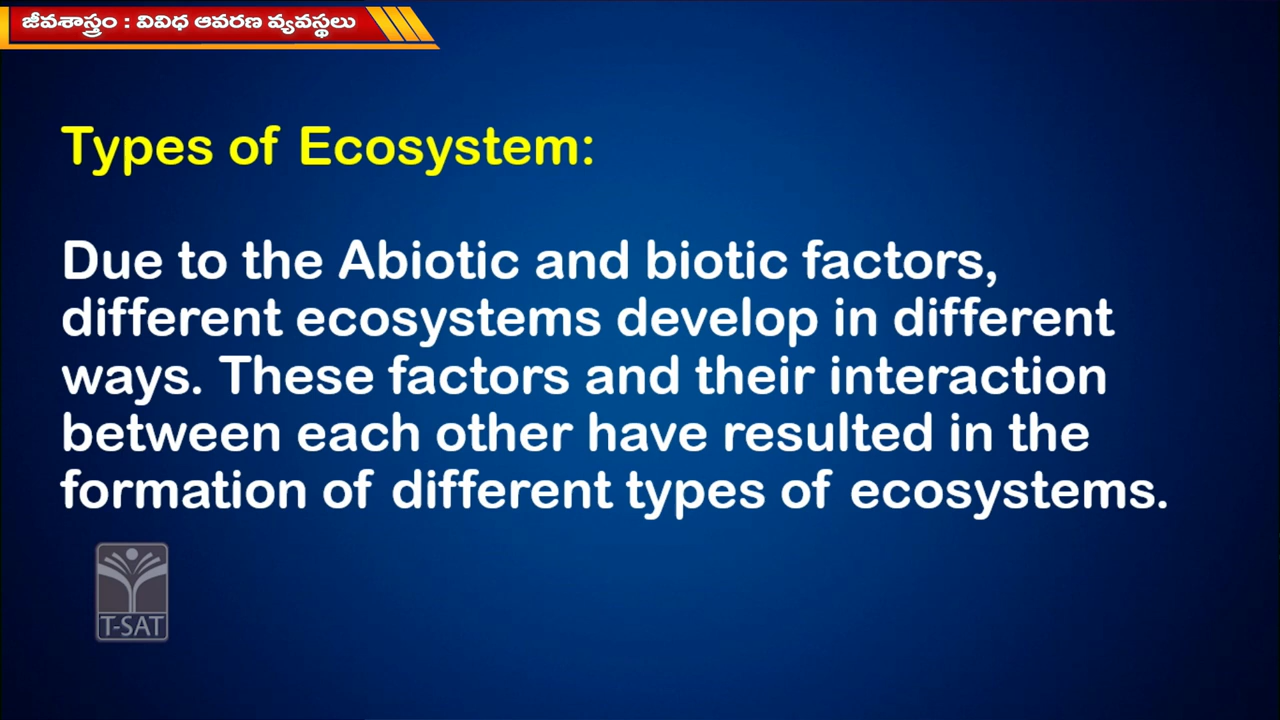 జీవశాస్త్రం : వివిధ ఆవరణ వ్యవస్థలు
Types of Ecosystem:
Due to the Abiotic and biotic factors,
different ecosystems develop in different
ways. These factors and their interaction
between each other have resulted in the
formation of different types of ecosystems.
T-SAT